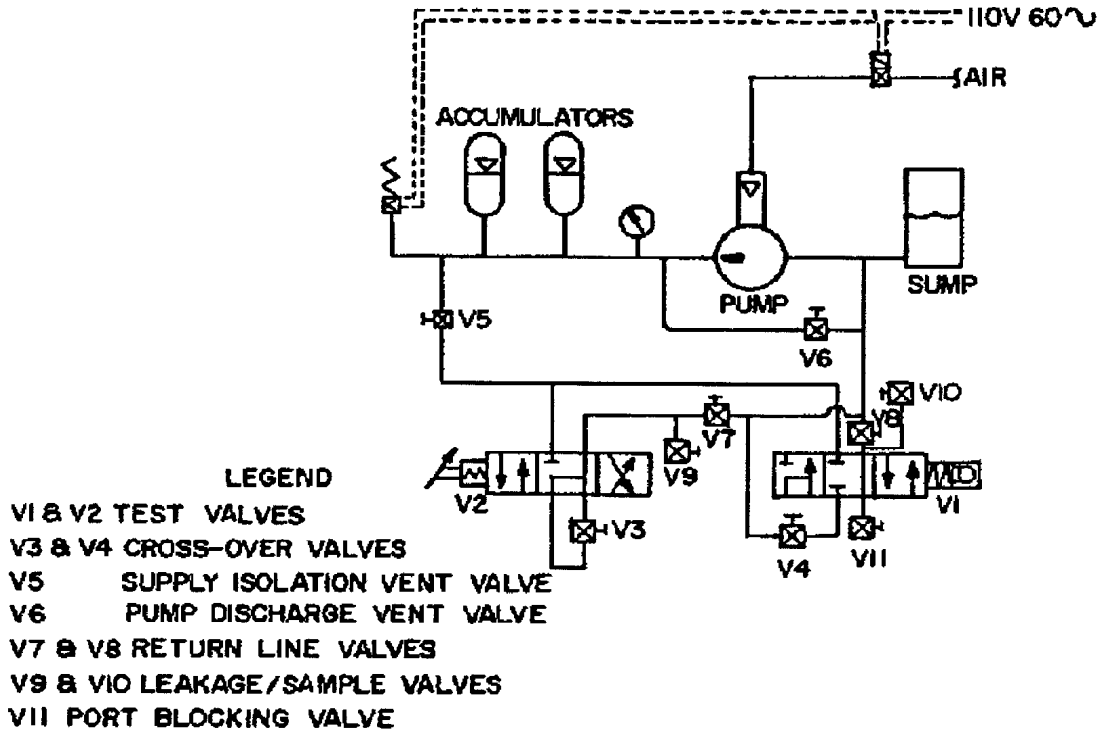 110V 60~
AIR
ACCUMULATORS
SUMP
PUMP
V5
V6
V10
V8
V7
V9
V2
V3
V1
V4
V11
LEGEND
V1 & V2 TEST VALVES
V3 & V4 CROSS-OVER VALVES
V5 SUPPLY ISOLATION VENT VALVE
V6 PUMP DISCHARGE VENT VALVE
V7 & V8 RETURN LINE VALVES
V9 & V10 LEAKAGE/SAMPLE VALVES
V11 PORT BLOCKING VALVE